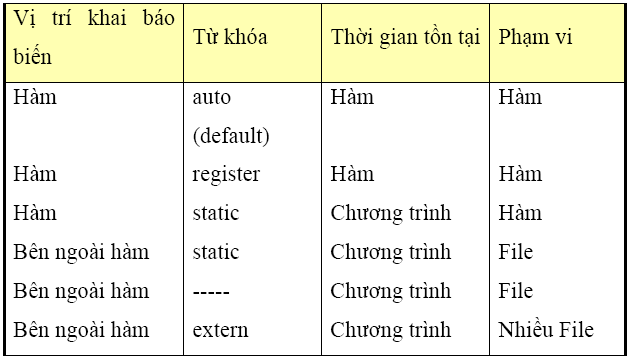 Vị trí khai báo biến | Từ khóa | Thời gian tồn tại | Phạm vi
Hàm | auto (default) | Hàm | Hàm
Hàm | register | Hàm | Hàm
Hàm | static | Chương trình | Hàm
Bên ngoài hàm | static | Chương trình | File
Bên ngoài hàm | ----- | Chương trình | File
Bên ngoài hàm | extern | Chương trình | Nhiều File